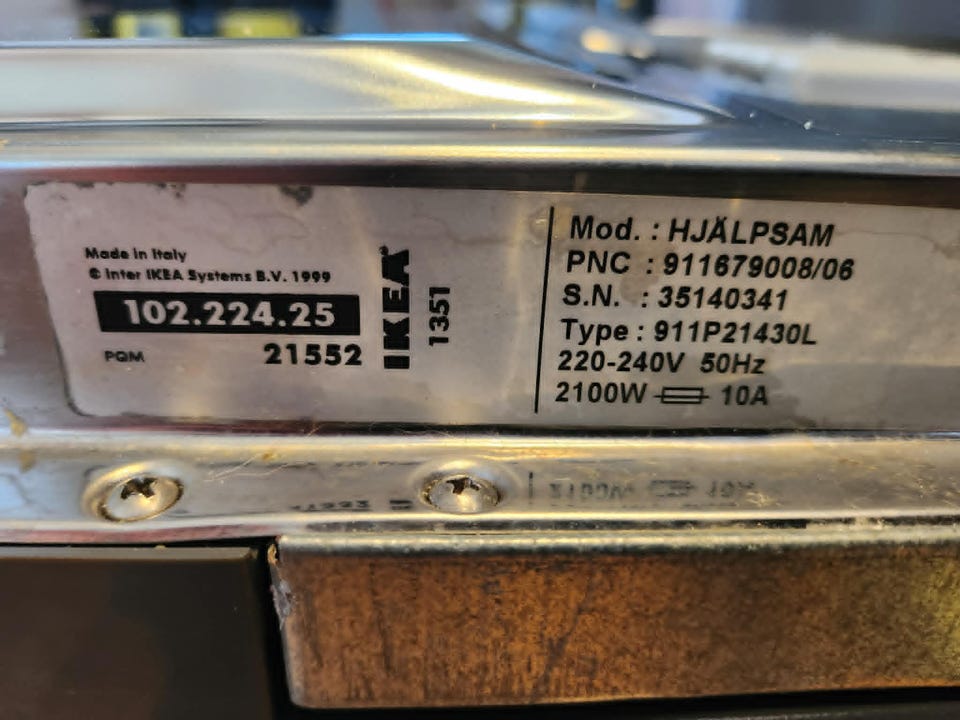 Made in Italy
© Inter IKEA Systems B.V. 1999
102.224.25
PQM 21552
IKEA
1351
Mod. : HJÄLPSAM
PNC : 911679008/06
S.N. : 35140341
Type : 911P21430L
220-240V 50Hz
2100W 10A